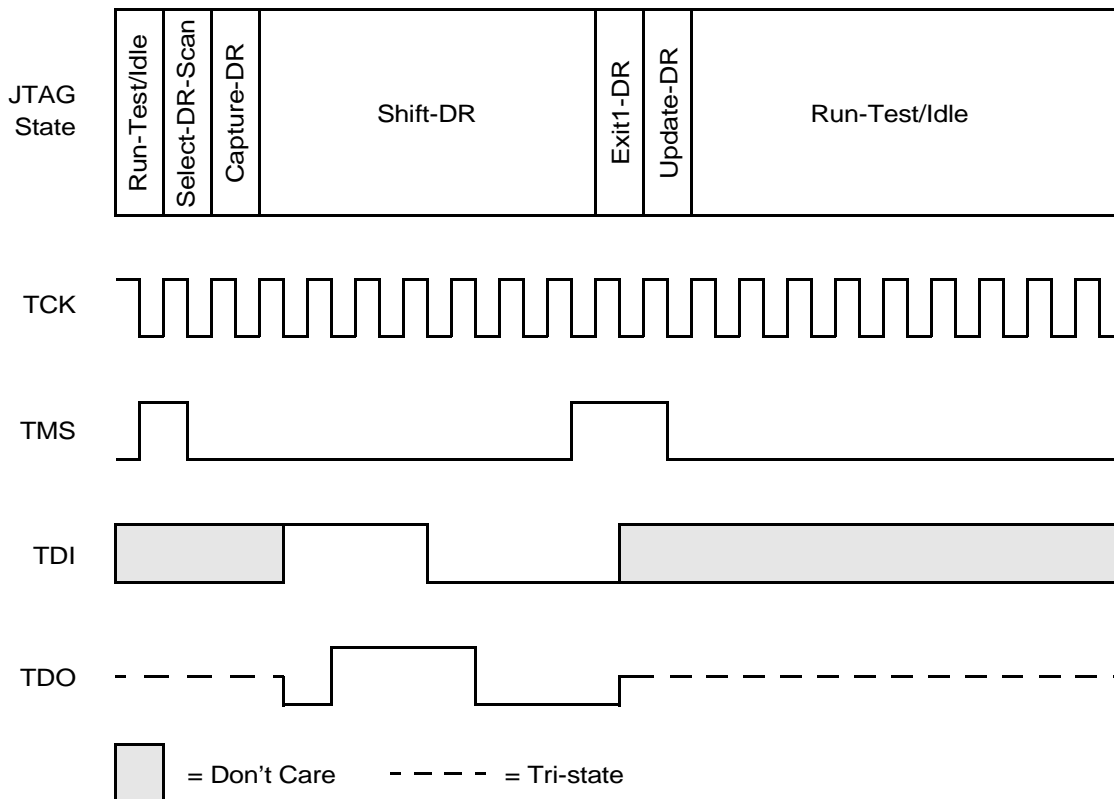 JTAG
State
Run-Test/Idle
Select-DR-Scan
Capture-DR
Shift-DR
Exit1-DR
Update-DR
Run-Test/Idle
TCK
TMS
TDI
TDO
= Don't Care
= Tri-state